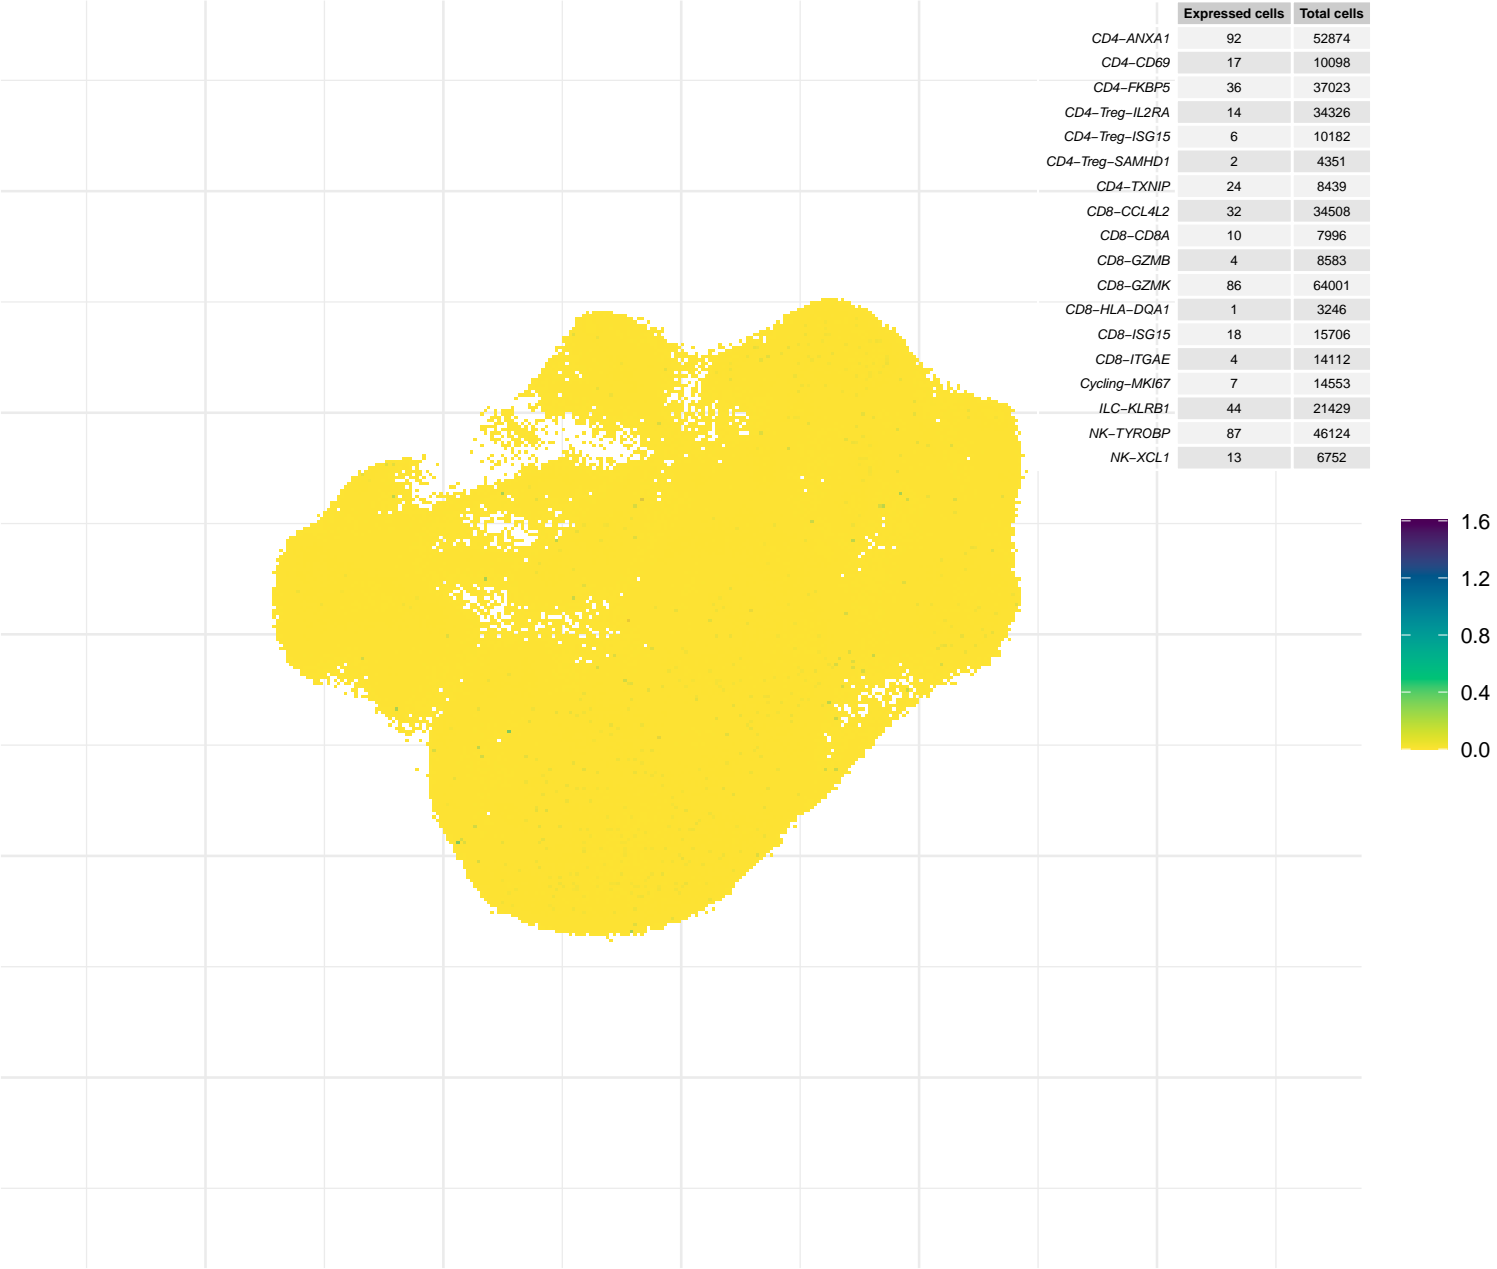 Expressed cells Total cells
CD4−ANXA1 92 52874
CD4−CD69 17 10098
CD4−FKBP5 36 37023
CD4−Treg−IL2RA 14 34326
CD4−Treg−ISG15 6 10182
CD4−Treg−SAMHD1 2 4351
CD4−TXNIP 24 8439
CD8−CCL4L2 32 34508
CD8−CD8A 10 7996
CD8−GZMB 4 8583
CD8−GZMK 86 64001
CD8−HLA−DQA1 1 3246
CD8−ISG15 18 15706
CD8−ITGAE 4 14112
Cycling−MKI67 7 14553
ILC−KLRB1 44 21429
NK−TYROBP 87 46124
NK−XCL1 13 6752
1.6
1.2
0.8
0.4
0.0